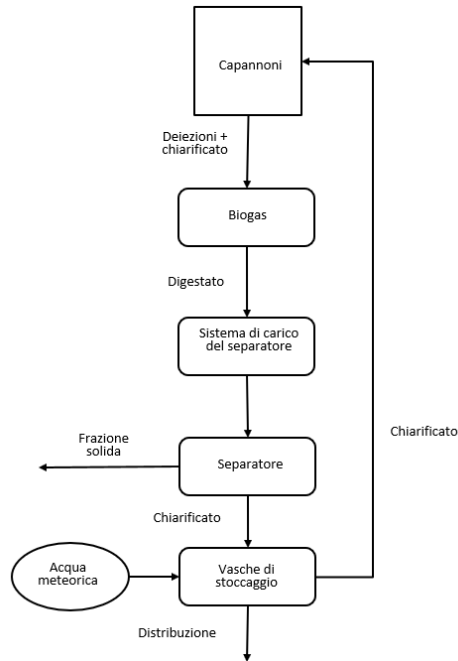 Capannoni
Deiezioni +
chiarificato
Biogas
Digestato
Sistema di carico
del separatore
Chiarificato
Frazione
solida
Separatore
Chiarificato
Acqua
meteorica
Vasche di
stoccaggio
Distribuzione